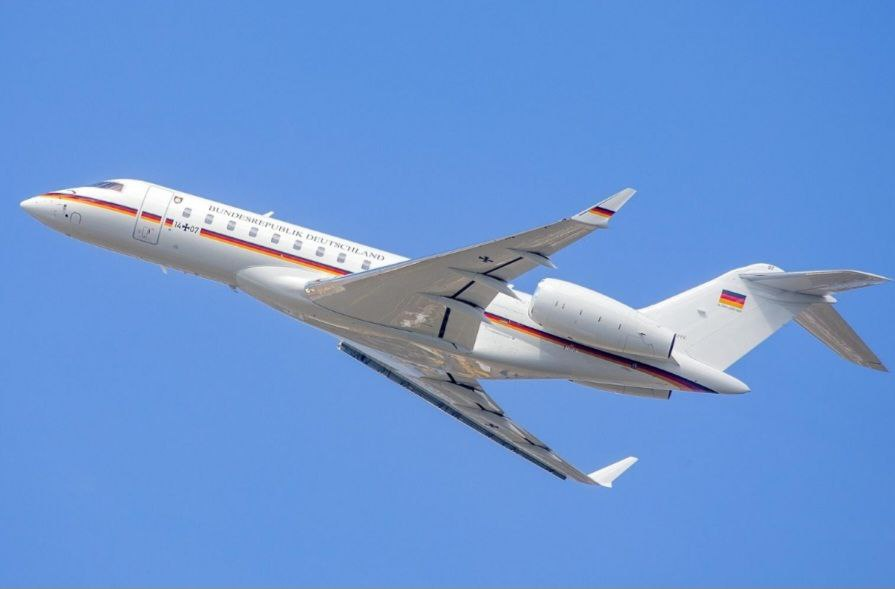 BUNDESREPUBLIK DEUTSCHLAND
14 07